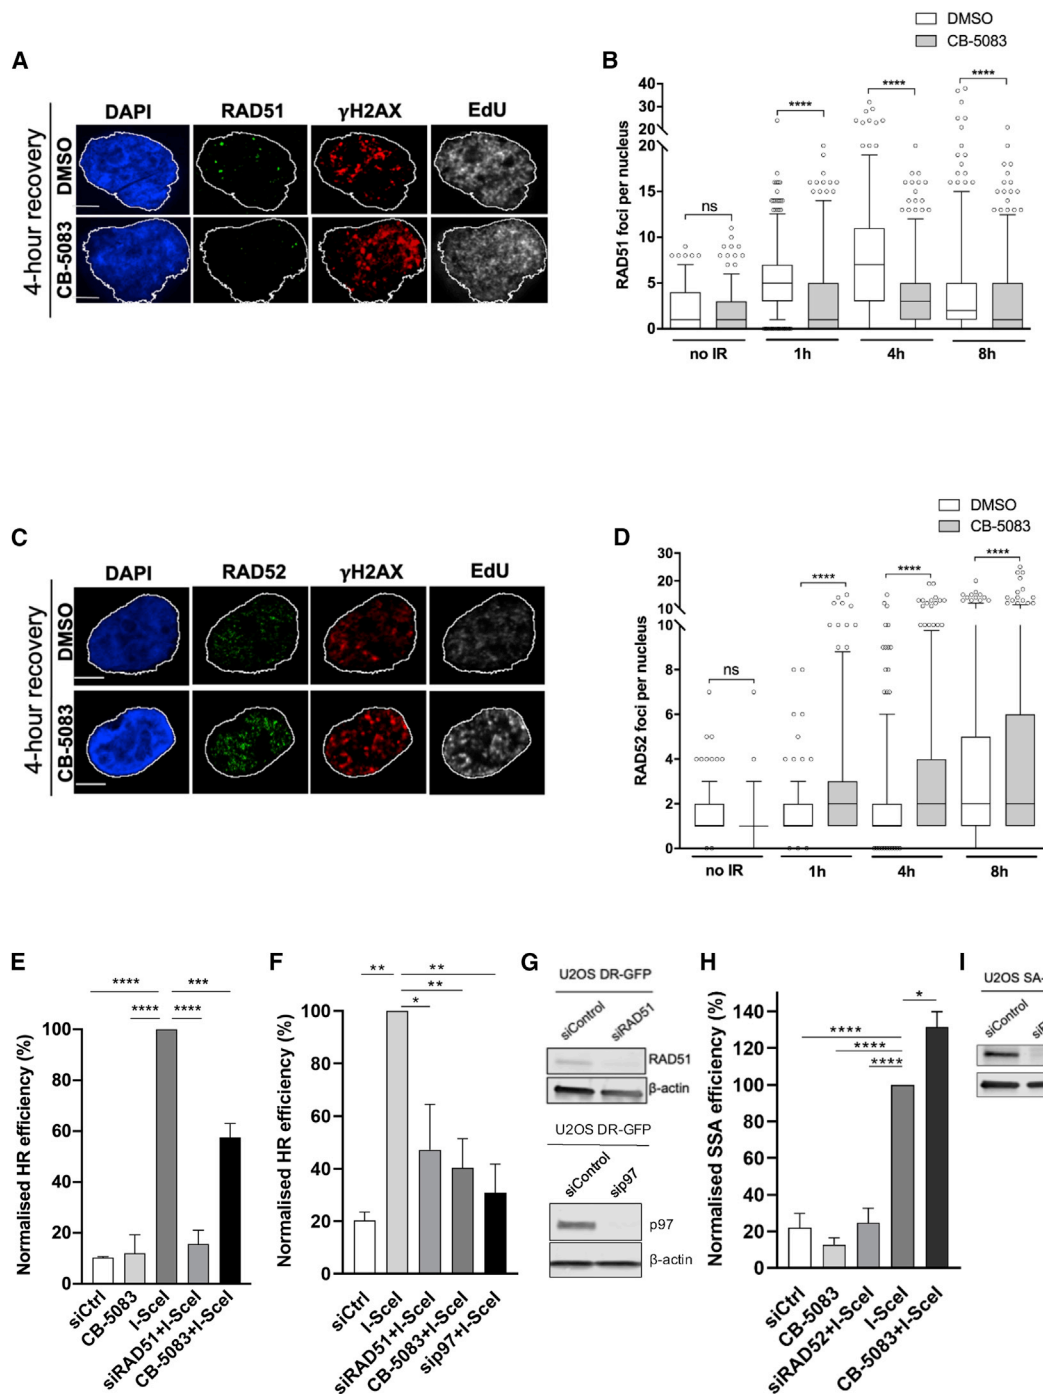 DMSO
CB-5083
A
B
DAPI RAD51 γH2AX EdU
4-hour recovery
DMSO
CB-5083
RAD51 foci per nucleus
40
30
20
20
15
10
5
0
ns
****
****
****
no IR 1h 4h 8h
DMSO
CB-5083
C
D
DAPI RAD52 γH2AX EdU
4-hour recovery
DMSO
CB-5083
RAD52 foci per nucleus
30
20
10
10
8
6
4
2
0
ns
****
****
****
no IR 1h 4h 8h
E
Normalised HR efficiency (%)
100
80
60
40
20
0
**** ***
**** ****
siCtrl
CB-5083
I-SceI
siRAD51+I-SceI
CB-5083+I-SceI
F
Normalised HR efficiency (%)
100
80
60
40
20
0
** **
**
*
siCtrl
I-SceI
siRAD51+I-SceI
CB-5083+I-SceI
sip97+I-SceI
G
U2OS DR-GFP
siControl
siRAD51
RAD51
β-actin
U2OS DR-GFP
siControl
sip97
p97
β-actin
H
Normalised SSA efficiency (%)
140
120
100
80
60
40
20
0
*
****
****
****
siCtrl
CB-5083
siRAD52+I-SceI
I-SceI
CB-5083+I-SceI
I
U2OS SA-
siControl